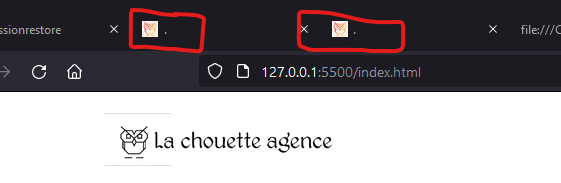 ssionrestore
.
.
file:///C
127.0.0.1:5500/index.html
La chouette agence